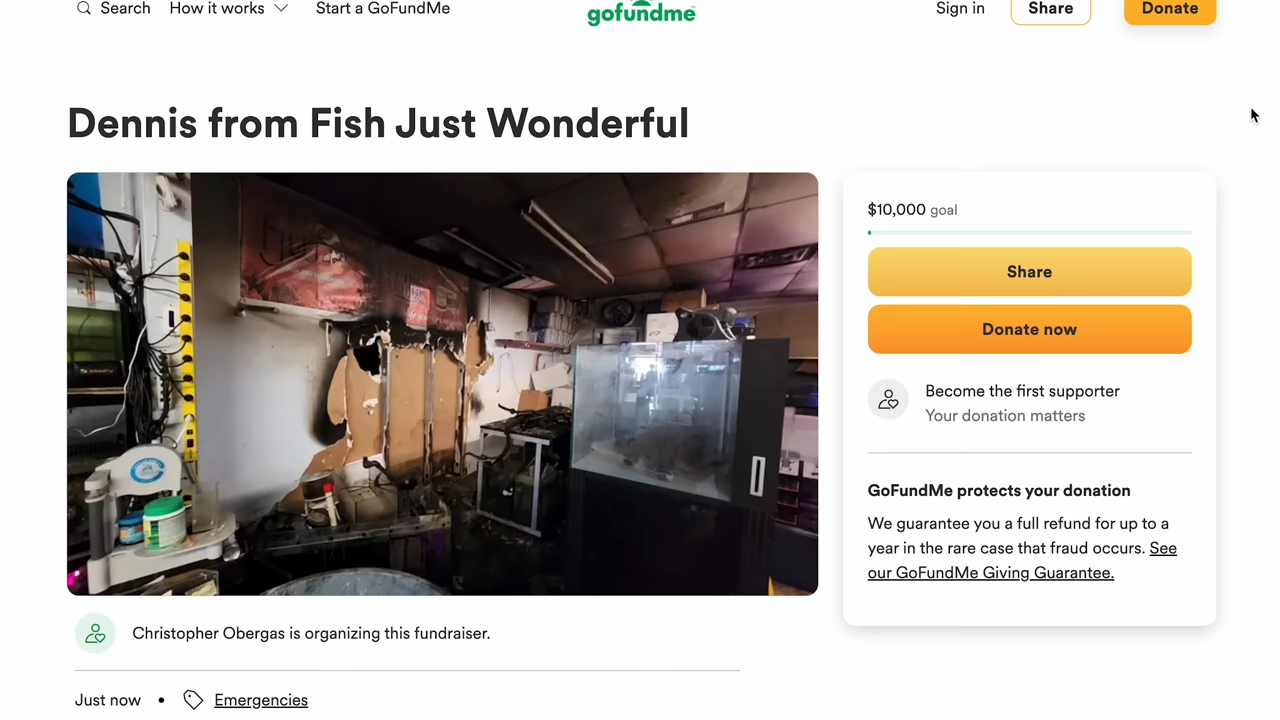 Search How it works Start a GoFundMe gofundme Sign in Share Donate
Dennis from Fish Just Wonderful
$10,000 goal
Share
Donate now
Become the first supporter
Your donation matters
GoFundMe protects your donation
We guarantee you a full refund for up to a
year in the rare case that fraud occurs. See
our GoFundMe Giving Guarantee.
Christopher Obergas is organizing this fundraiser.
Just now • Emergencies